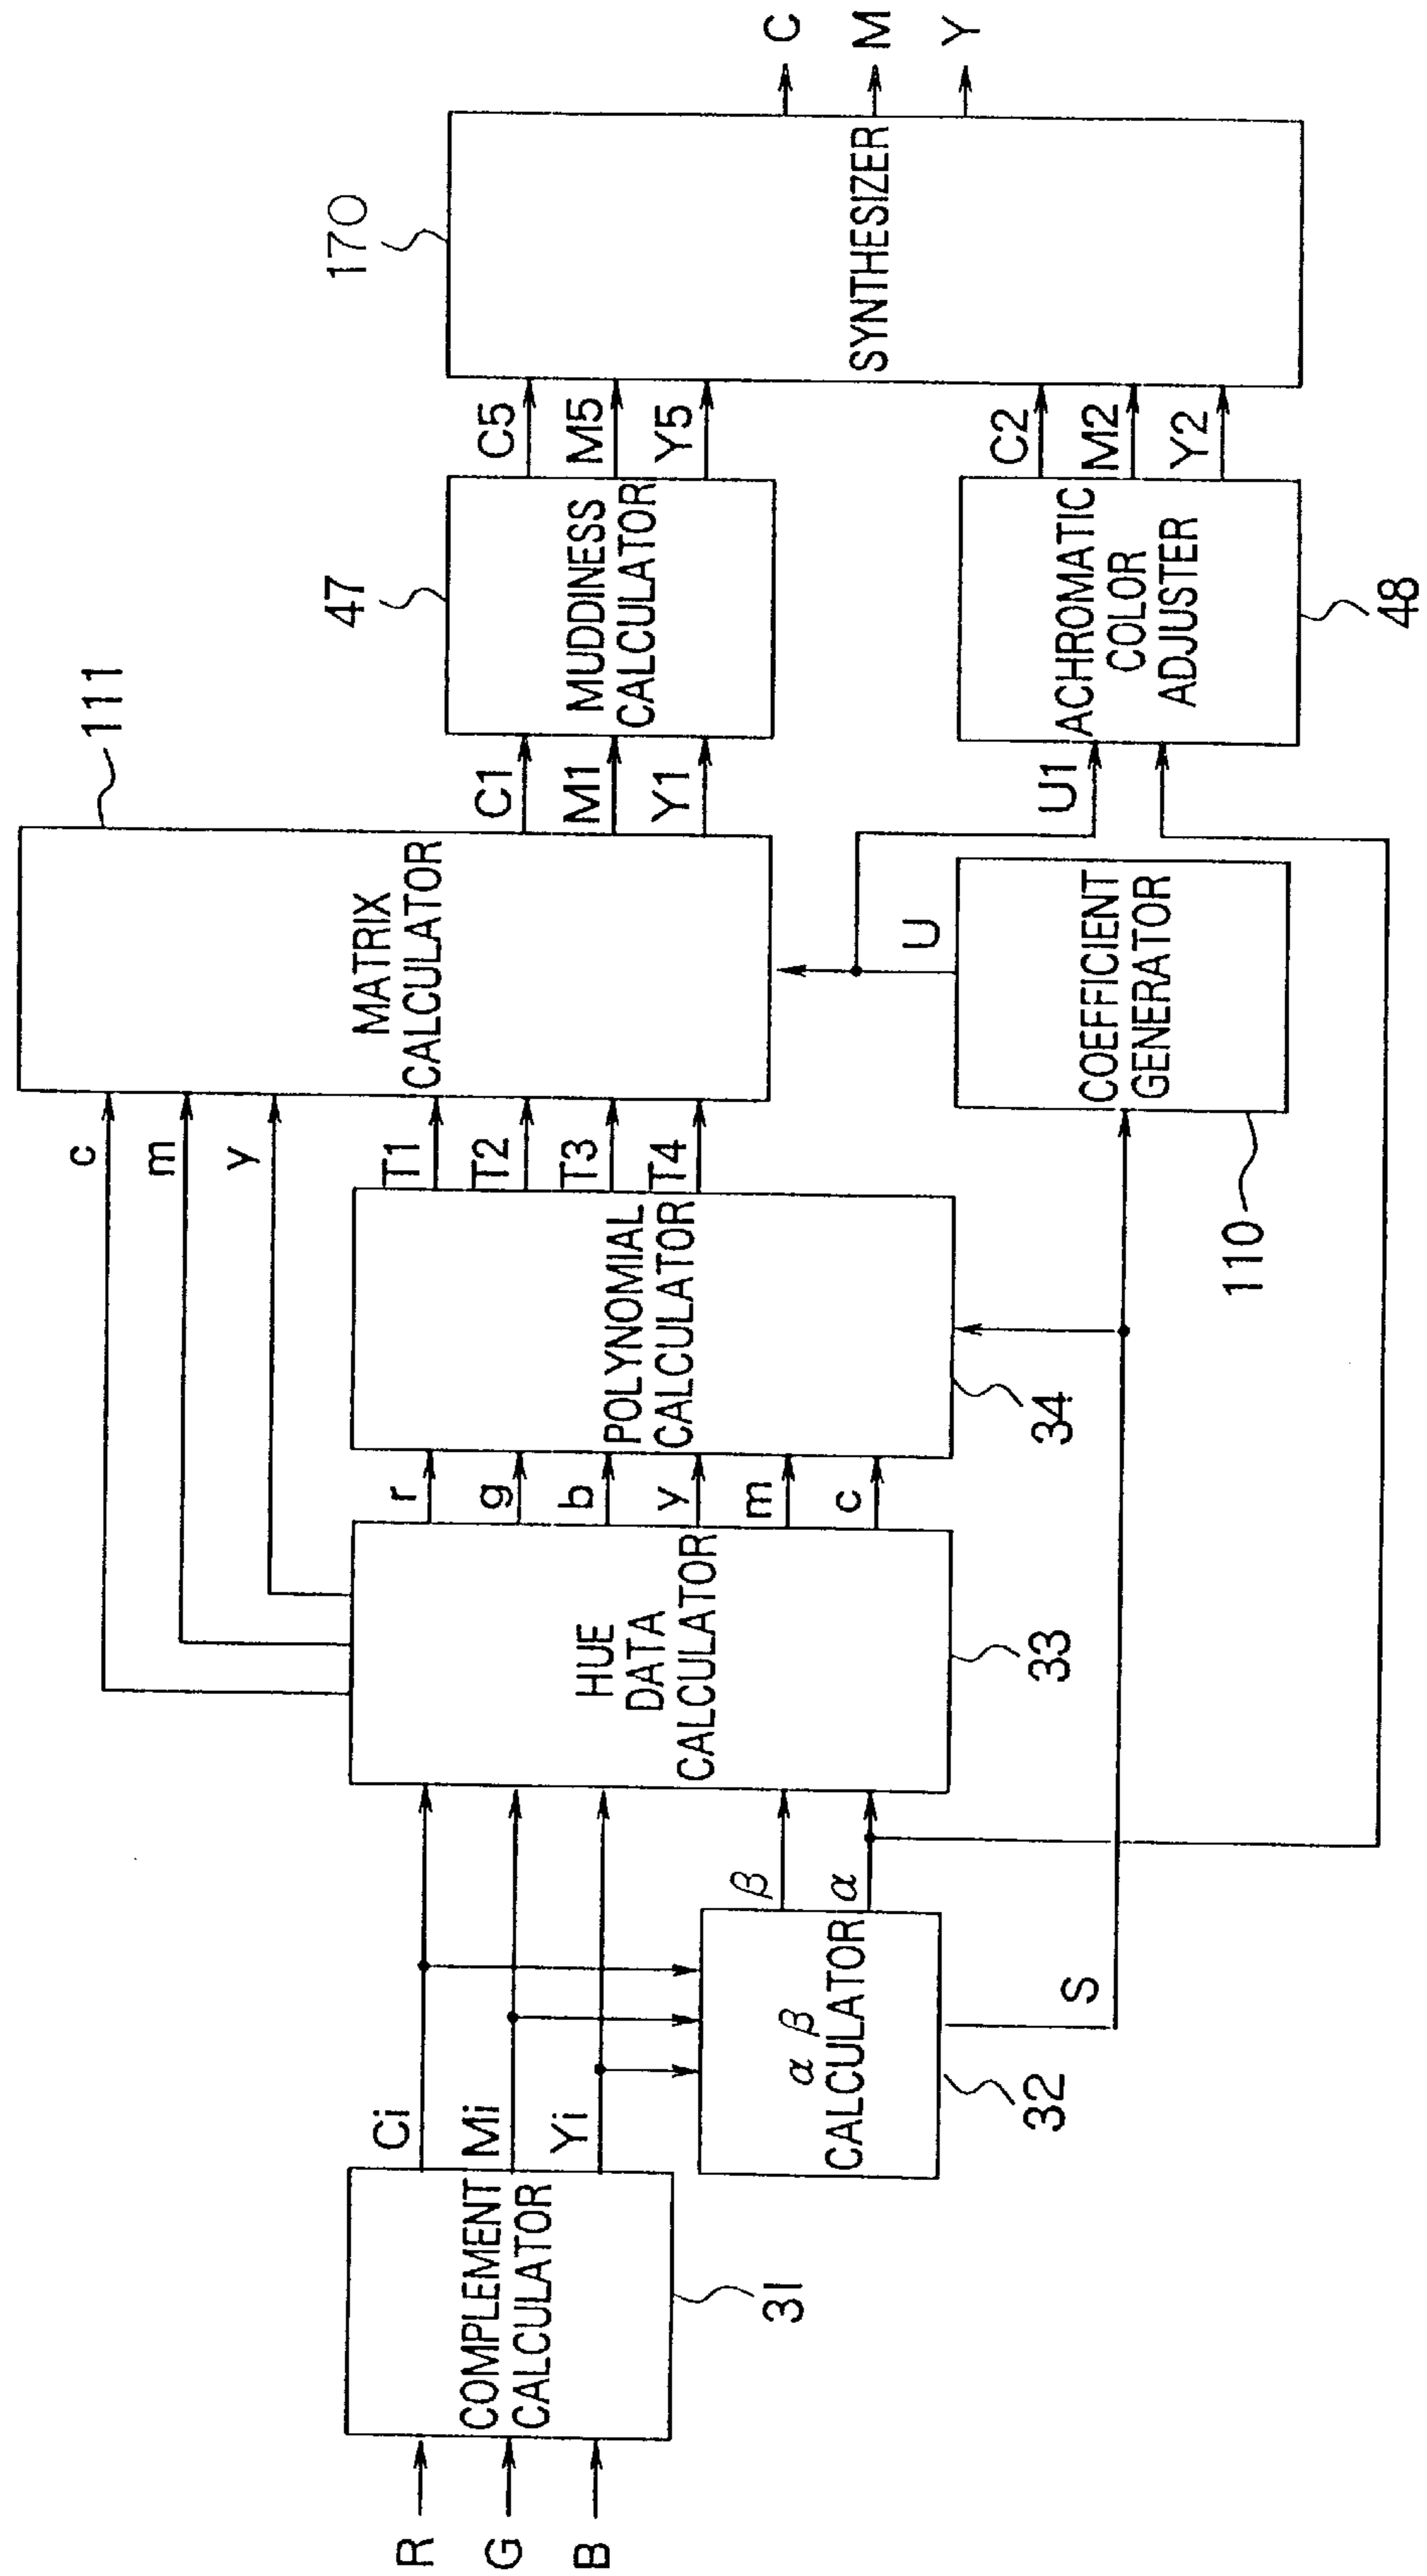 R
G
B
COMPLEMENT
CALCULATOR
31
Ci
Mi
Yi
α β
CALCULATOR
32
β
α
S
HUE
DATA
CALCULATOR
33
r
g
b
y
m
c
POLYNOMIAL
CALCULATOR
34
c
m
y
T1
T2
T3
T4
MATRIX
CALCULATOR
111
COEFFICIENT
GENERATOR
110
U
U1
C1
M1
Y1
MUDDINESS
CALCULATOR
47
ACHROMATIC
COLOR
ADJUSTER
48
C5
M5
Y5
C2
M2
Y2
SYNTHESIZER
170
C
M
Y